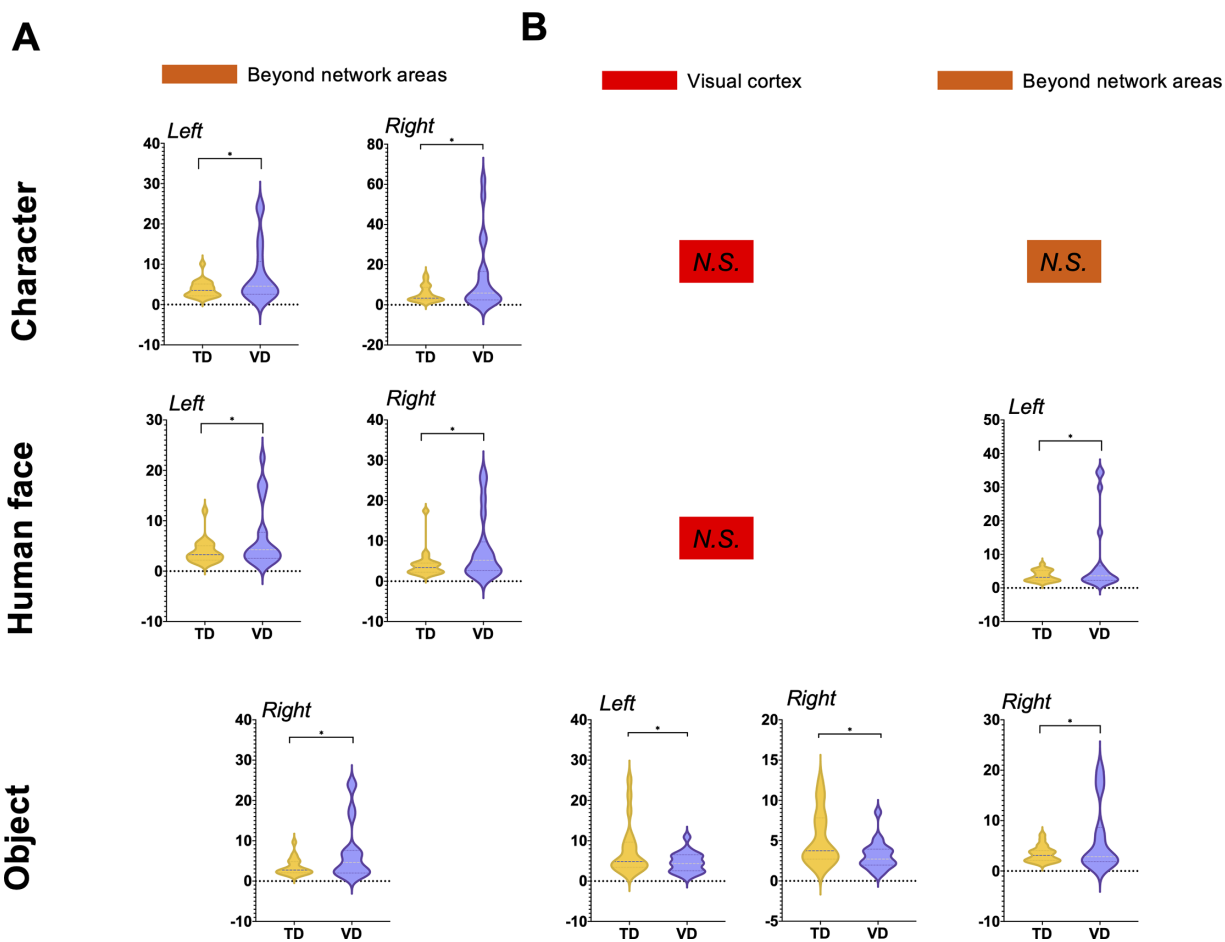 A
B
Beyond network areas
Visual cortex
Beyond network areas
Character
Left
*
40
30
20
10
0
-10
TD
VD
Right
*
80
60
40
20
0
-20
TD
VD
N.S.
N.S.
Human face
Left
*
30
20
10
0
-10
TD
VD
Right
*
40
30
20
10
0
-10
TD
VD
N.S.
Left
*
50
40
30
20
10
0
-10
TD
VD
Object
Right
*
40
30
20
10
0
-10
TD
VD
Left
*
40
30
20
10
0
-10
TD
VD
Right
*
20
15
10
5
0
-5
TD
VD
Right
*
30
20
10
0
-10
TD
VD